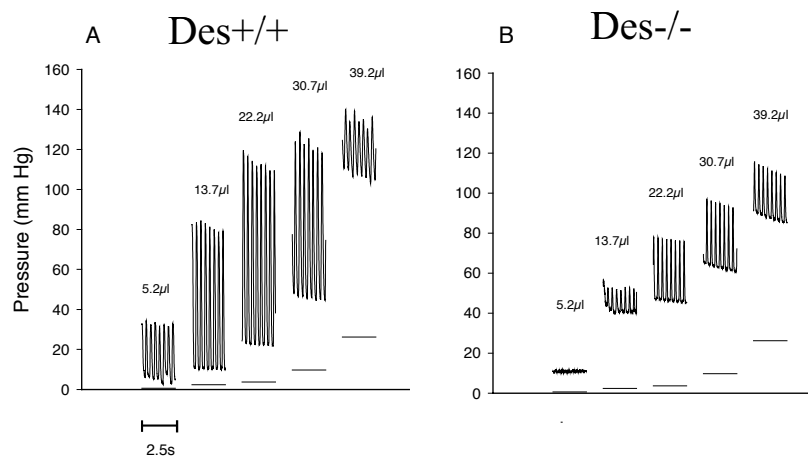 A Des+/+
B Des-/-
Pressure (mm Hg)
160
140
120
100
80
60
40
20
0
5.2µl
13.7µl
22.2µl
30.7µl
39.2µl
2.5s
160
140
120
100
80
60
40
20
0
5.2µl
13.7µl
22.2µl
30.7µl
39.2µl